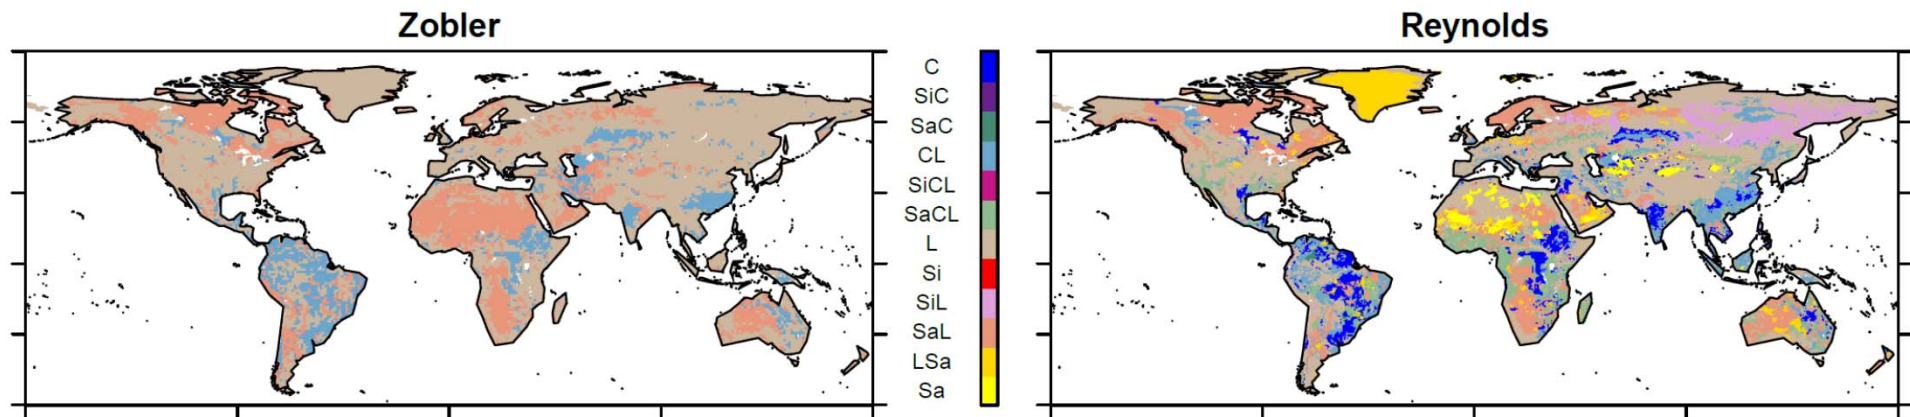 Zobler
C
SiC
SaC
CL
SiCL
SaCL
L
Si
SiL
SaL
LSa
Sa
Reynolds